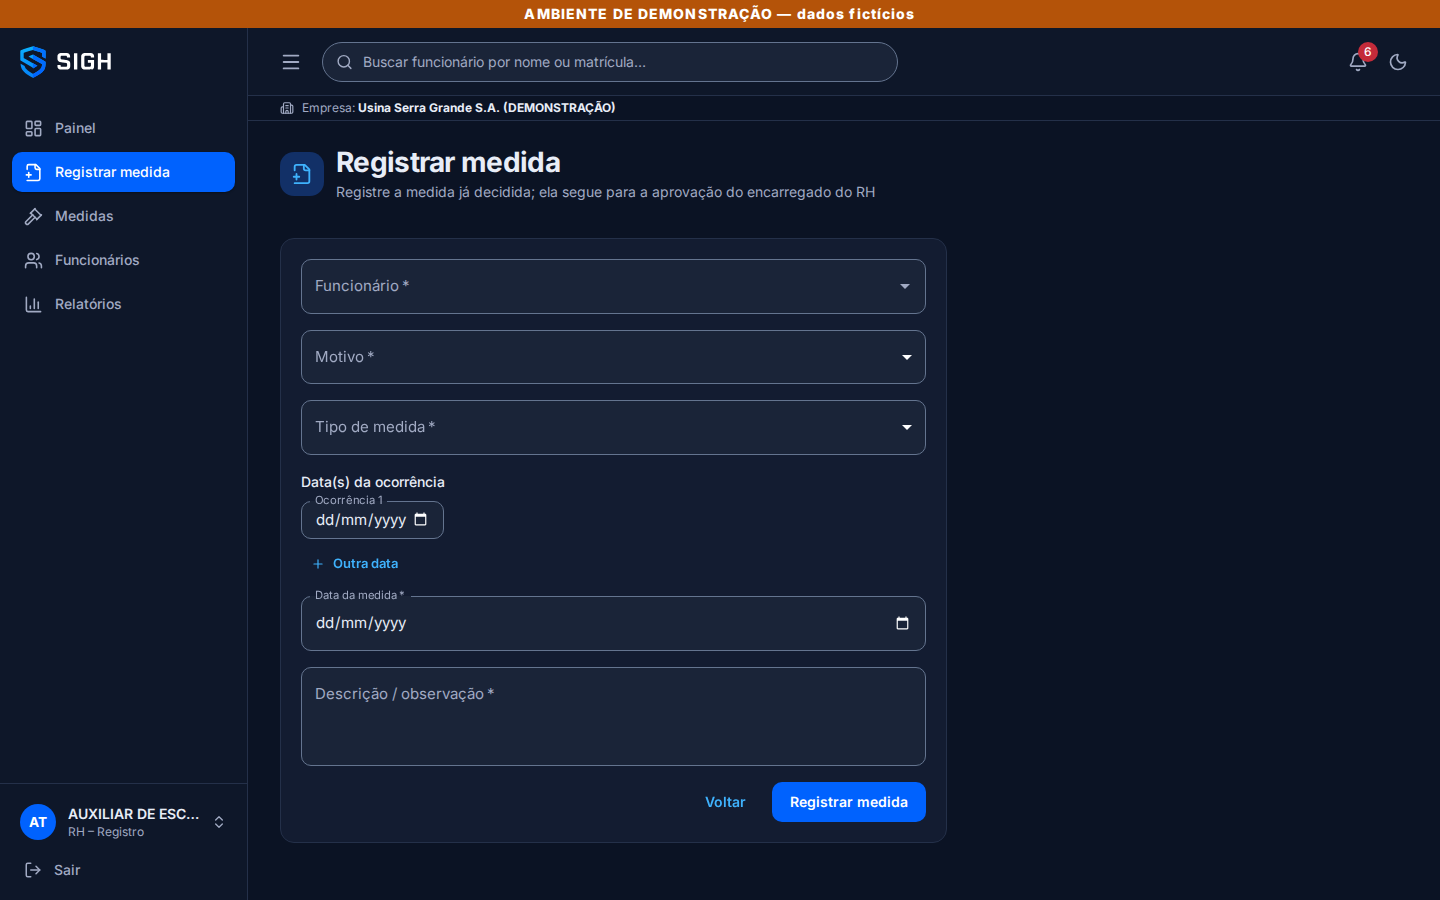 AMBIENTE DE DEMONSTRAÇÃO — dados fictícios
SIGH
Buscar funcionário por nome ou matrícula...
6
Empresa: Usina Serra Grande S.A. (DEMONSTRAÇÃO)
Painel
Registrar medida
Medidas
Funcionários
Relatórios
Registrar medida
Registre a medida já decidida; ela segue para a aprovação do encarregado do RH
Funcionário *
Motivo *
Tipo de medida *
Data(s) da ocorrência
Ocorrência 1
dd/mm/yyyy
Outra data
Data da medida *
dd/mm/yyyy
Descrição / observação *
Voltar
Registrar medida
AT
AUXILIAR DE ESC...
RH – Registro
Sair